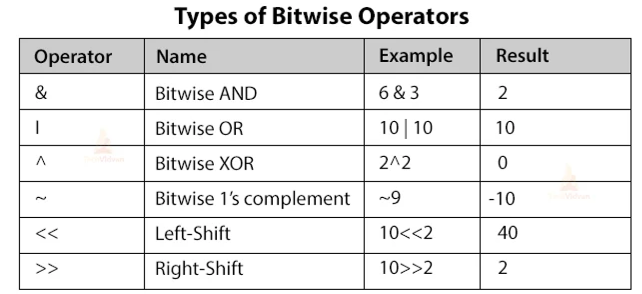 Types of Bitwise Operators
Operator Name Example Result
& Bitwise AND 6 & 3 2
| Bitwise OR 10 | 10 10
^ Bitwise XOR 2^2 0
~ Bitwise 1's complement ~9 -10
<< Left-Shift 10<<2 40
>> Right-Shift 10>>2 2